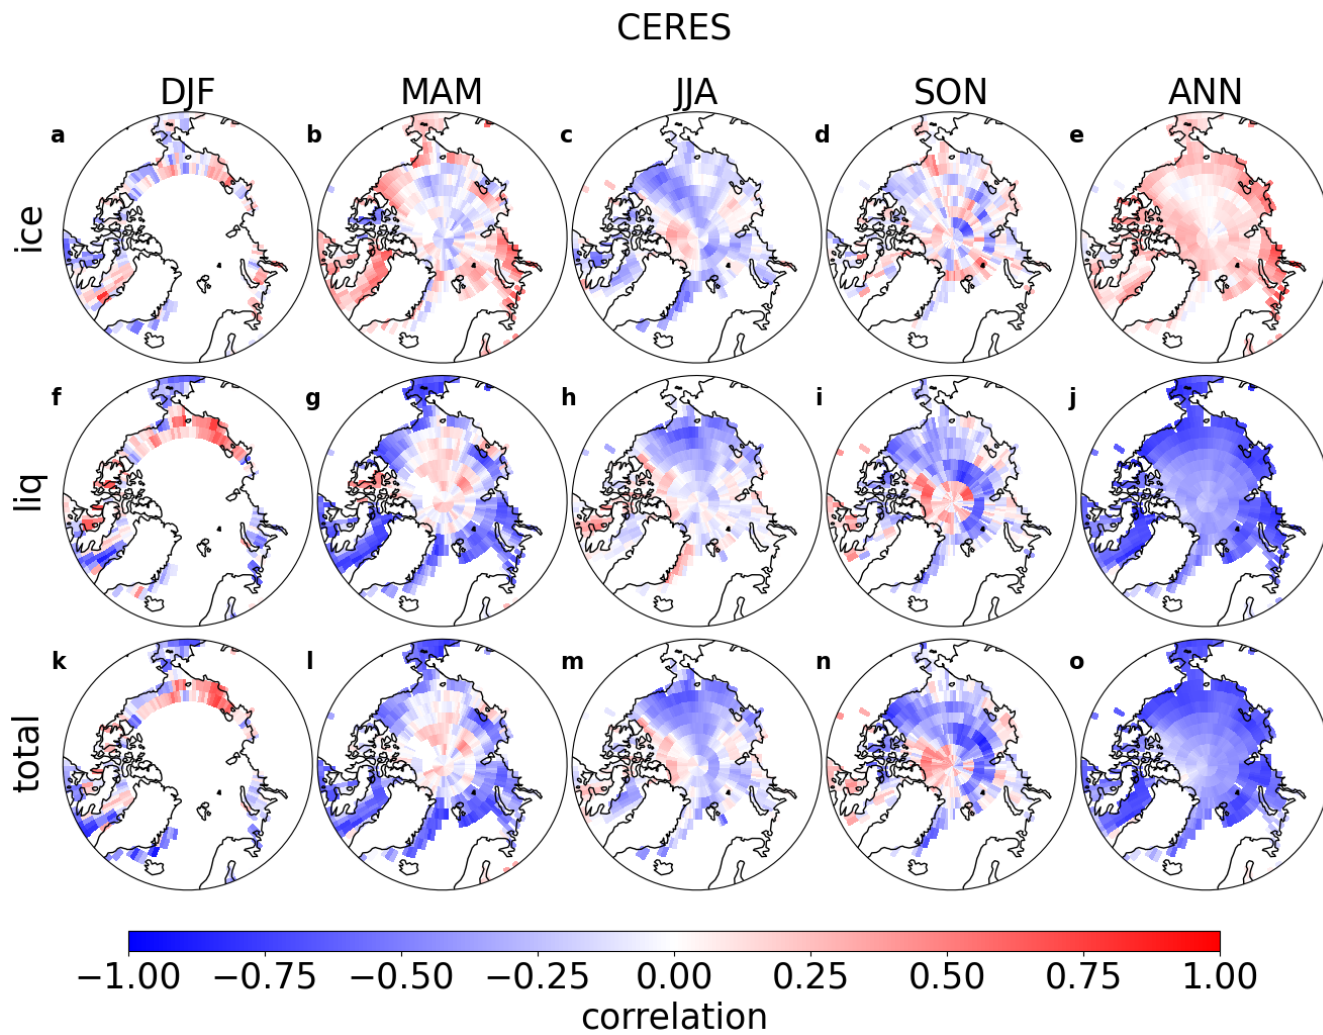 CERES
DJF MAM JJA SON ANN
a b c d e
ice
f g h i j
liq
k l m n o
total
−1.00 −0.75 −0.50 −0.25 0.00 0.25 0.50 0.75 1.00
correlation